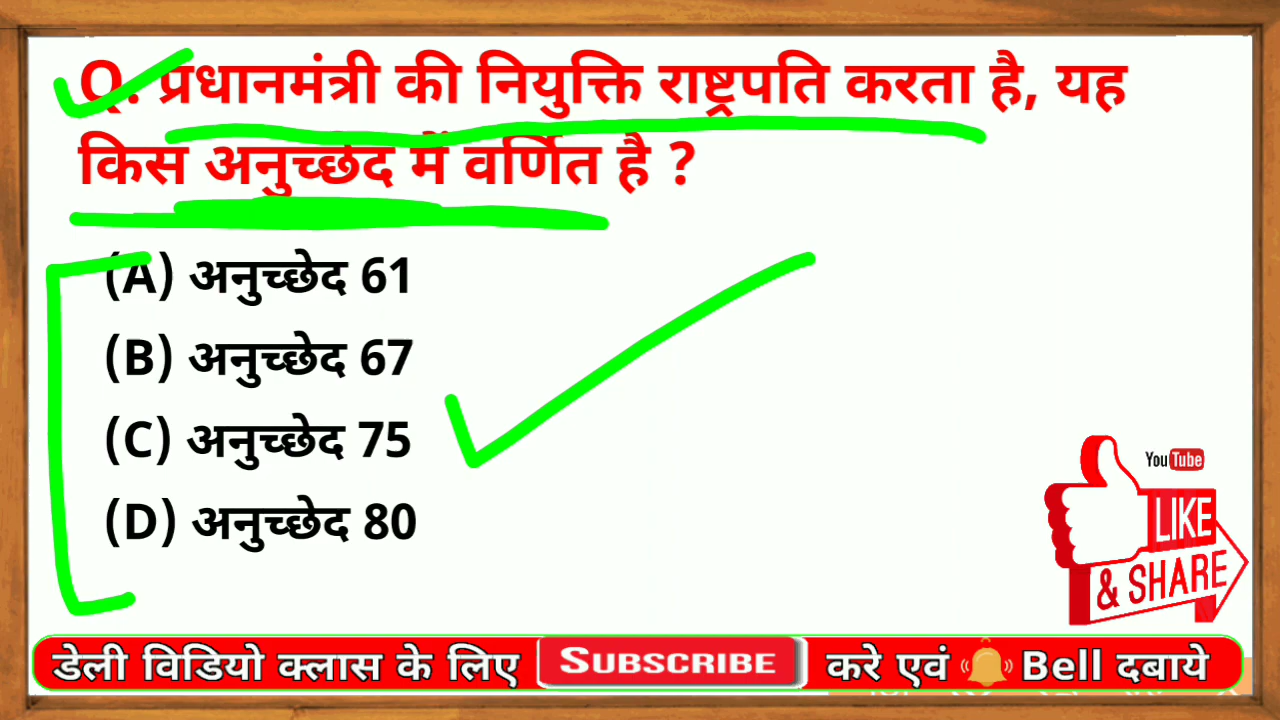 Q. प्रधानमंत्री की नियुक्ति राष्ट्रपति करता है, यह
किस अनुच्छेद में वर्णित है ?
(A) अनुच्छेद 61
(B) अनुच्छेद 67
(C) अनुच्छेद 75
(D) अनुच्छेद 80
YouTube
LIKE
& SHARE
डेली विडियो क्लास के लिए SUBSCRIBE करे एवं Bell दबाये